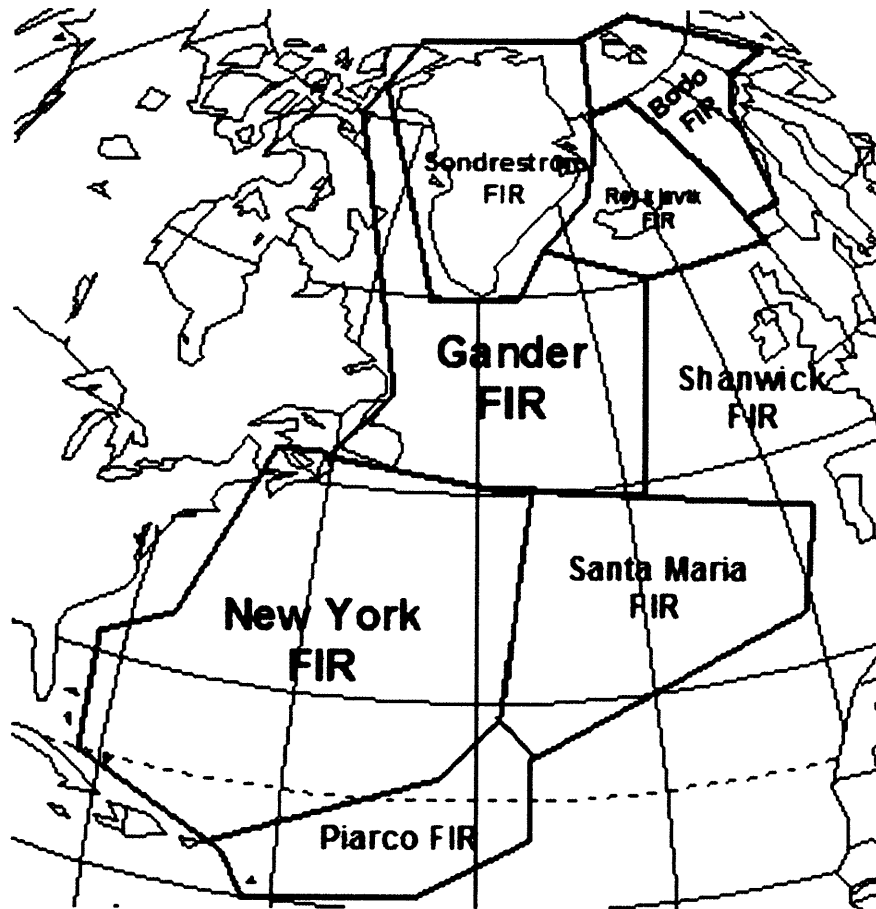 Bodo
FIR
Sondrestrom
FIR
Reykjavik
FIR
Gander
FIR
Shanwick
FIR
Santa Maria
FIR
New York
FIR
Piarco FIR